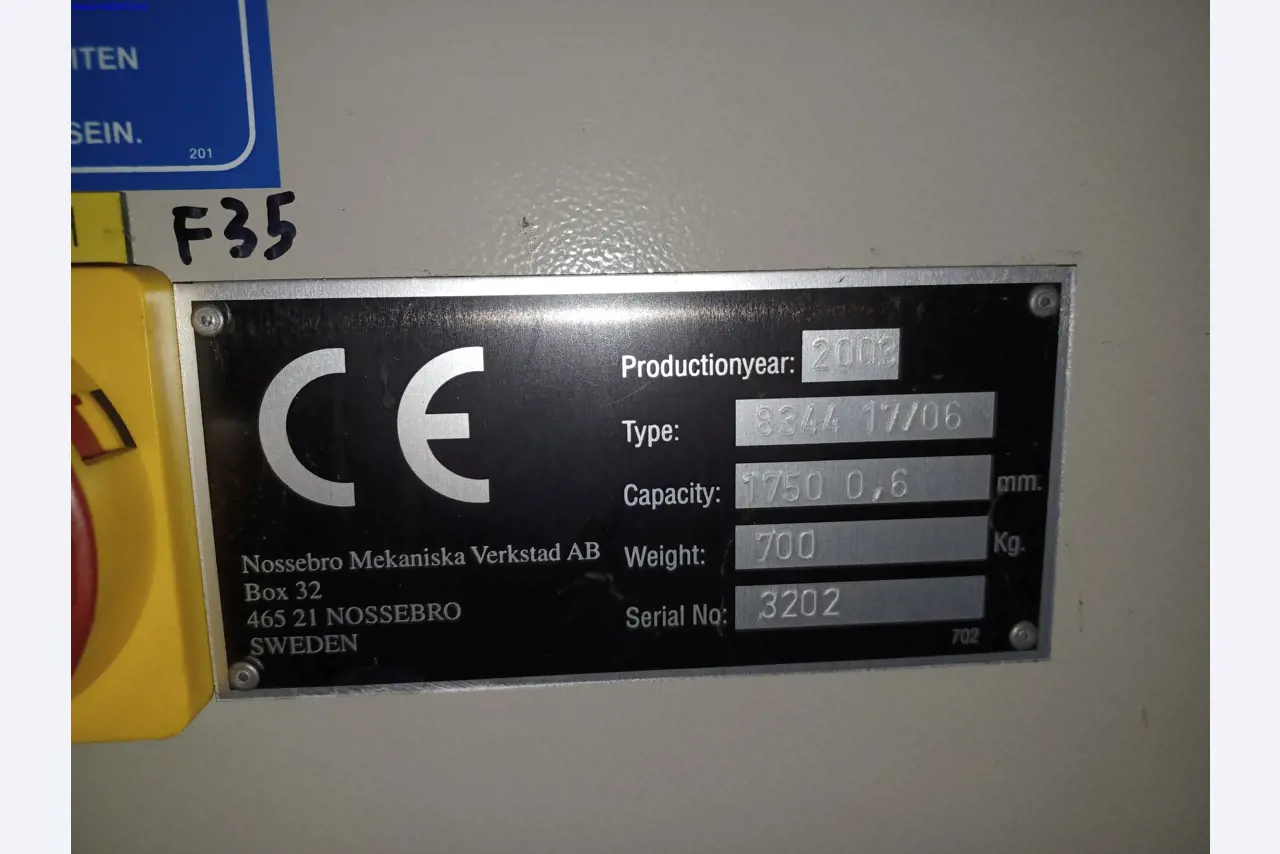 ITEN
SEIN.
201
F35
CE
Productionyear:
Type: 8344 17/06
Capacity: 1750 0,6 mm.
Weight: 700 Kg.
Serial No: 3202
702
Nossebro Mekaniska Verkstad AB
Box 32
465 21 NOSSEBRO
SWEDEN